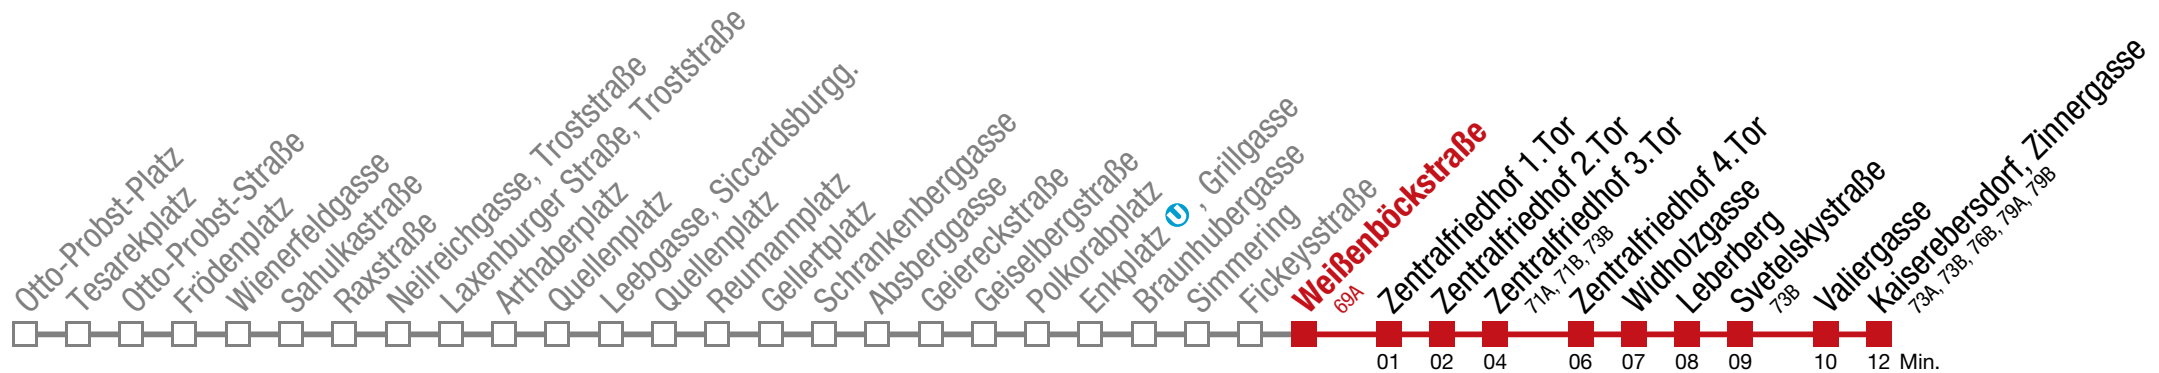 Otto-Probst-Platz
Tesarekplatz
Otto-Probst-Straße
Frödenplatz
Wienerfeldgasse
Sahulkastraße
Raxstraße
Neilreichgasse, Troststraße
Laxenburger Straße, Troststraße
Arthaberplatz
Quellenplatz
Leebgasse, Siccardsburgg.
Quellenplatz
Reumannplatz
Gellertplatz
Schrankenberggasse
Absberggasse
Geiereckstraße
Geiselbergstraße
Polkorabplatz
Enkplatz U, Grillgasse
Braunhubergasse
Simmering
Fickeysstraße
Weißenböckstraße
69A
Zentralfriedhof 1.Tor
Zentralfriedhof 2.Tor
Zentralfriedhof 3.Tor
71A, 71B, 73B
Zentralfriedhof 4.Tor
Widholzgasse
Leberberg
Svetelskystraße
73B
Valiergasse
Kaiserebersdorf, Zinnergasse
73A, 73B, 76B, 79A, 79B
01 02 04 06 07 08 09 10 12 Min.